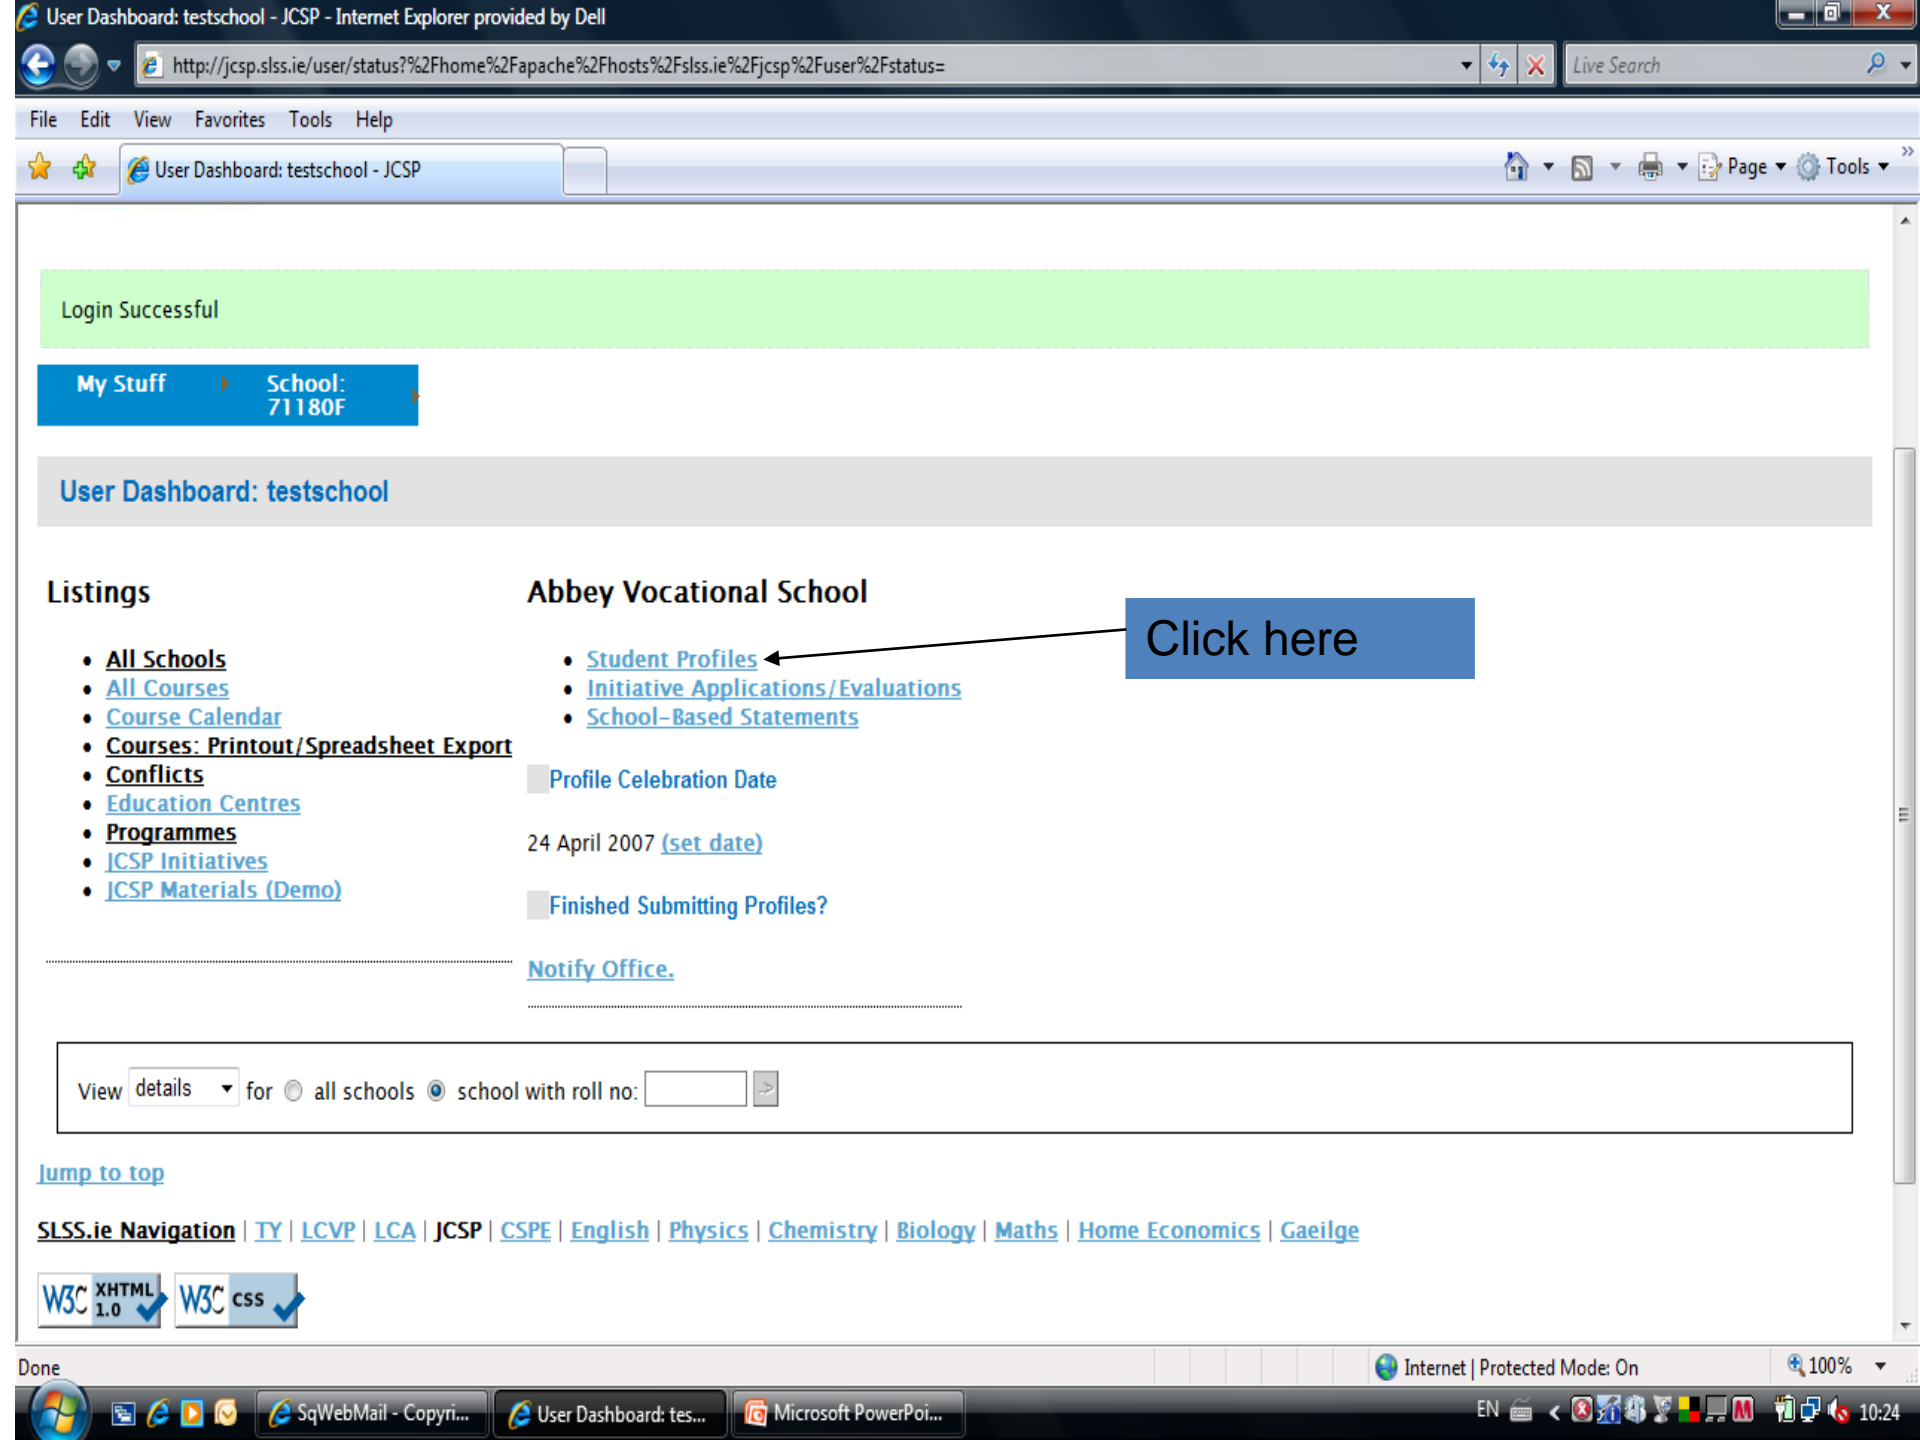 User Dashboard: testschool - JCSP - Internet Explorer provided by Dell
http://jcsp.slss.ie/user/status?%2Fhome%2Fapache%2Fhosts%2Fslss.ie%2Fjcsp%2Fuser%2Fstatus=
Live Search
File Edit View Favorites Tools Help
User Dashboard: testschool - JCSP
Page Tools
Login Successful
My Stuff
School:
71180F
User Dashboard: testschool
Listings
All Schools
All Courses
Course Calendar
Courses: Printout/Spreadsheet Export
Conflicts
Education Centres
Programmes
JCSP Initiatives
JCSP Materials (Demo)
Abbey Vocational School
Student Profiles
Initiative Applications/Evaluations
School-Based Statements
Click here
Profile Celebration Date
24 April 2007 (set date)
Finished Submitting Profiles?
Notify Office.
View details for all schools school with roll no: ->
Jump to top
SLSS.ie Navigation | TY | LCVP | LCA | JCSP | CSPE | English | Physics | Chemistry | Biology | Maths | Home Economics | Gaeilge
W3C XHTML 1.0
W3C css
Done
Internet | Protected Mode: On
100%
SqWebMail - Copyri...
User Dashboard: tes...
Microsoft PowerPoi...
EN
10:24